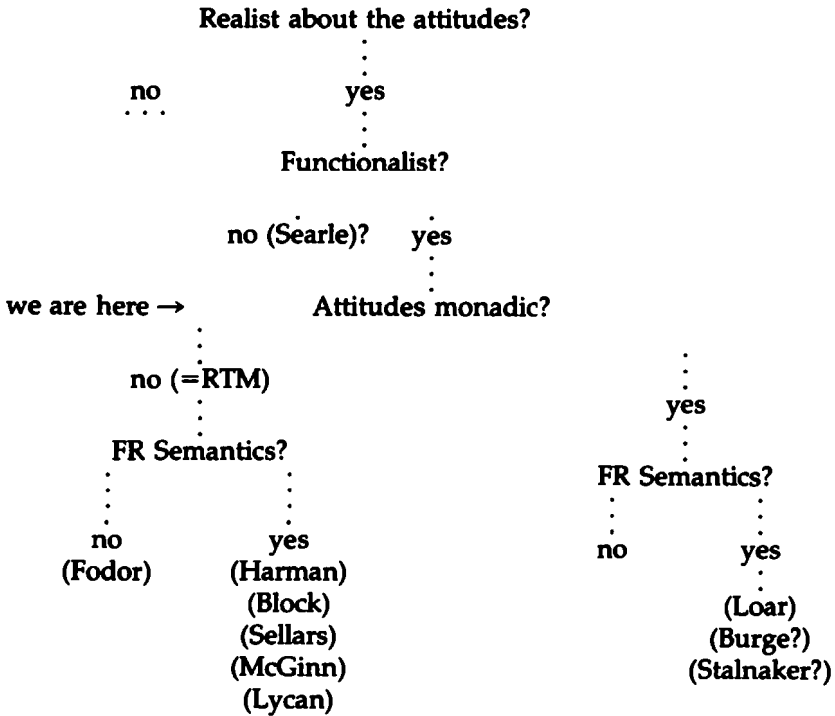 Realist about the attitudes?
no yes
Functionalist?
no (Searle)? yes
we are here → Attitudes monadic?
no (=RTM)
yes
FR Semantics?
FR Semantics?
no yes
(Fodor) (Harman)
no yes
(Block)
(Loar)
(Sellars)
(Burge?)
(McGinn)
(Stalnaker?)
(Lycan)